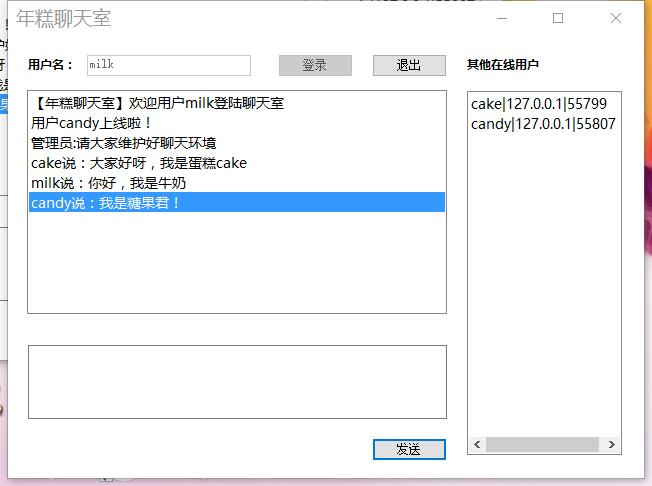 年糕聊天室
用户名： milk 登录 退出 其他在线用户
【年糕聊天室】欢迎用户milk登陆聊天室
用户candy上线啦！
管理员:请大家维护好聊天环境
cake说：大家好呀，我是蛋糕cake
milk说：你好，我是牛奶
candy说：我是糖果君！
cake|127.0.0.1|55799
candy|127.0.0.1|55807
发送